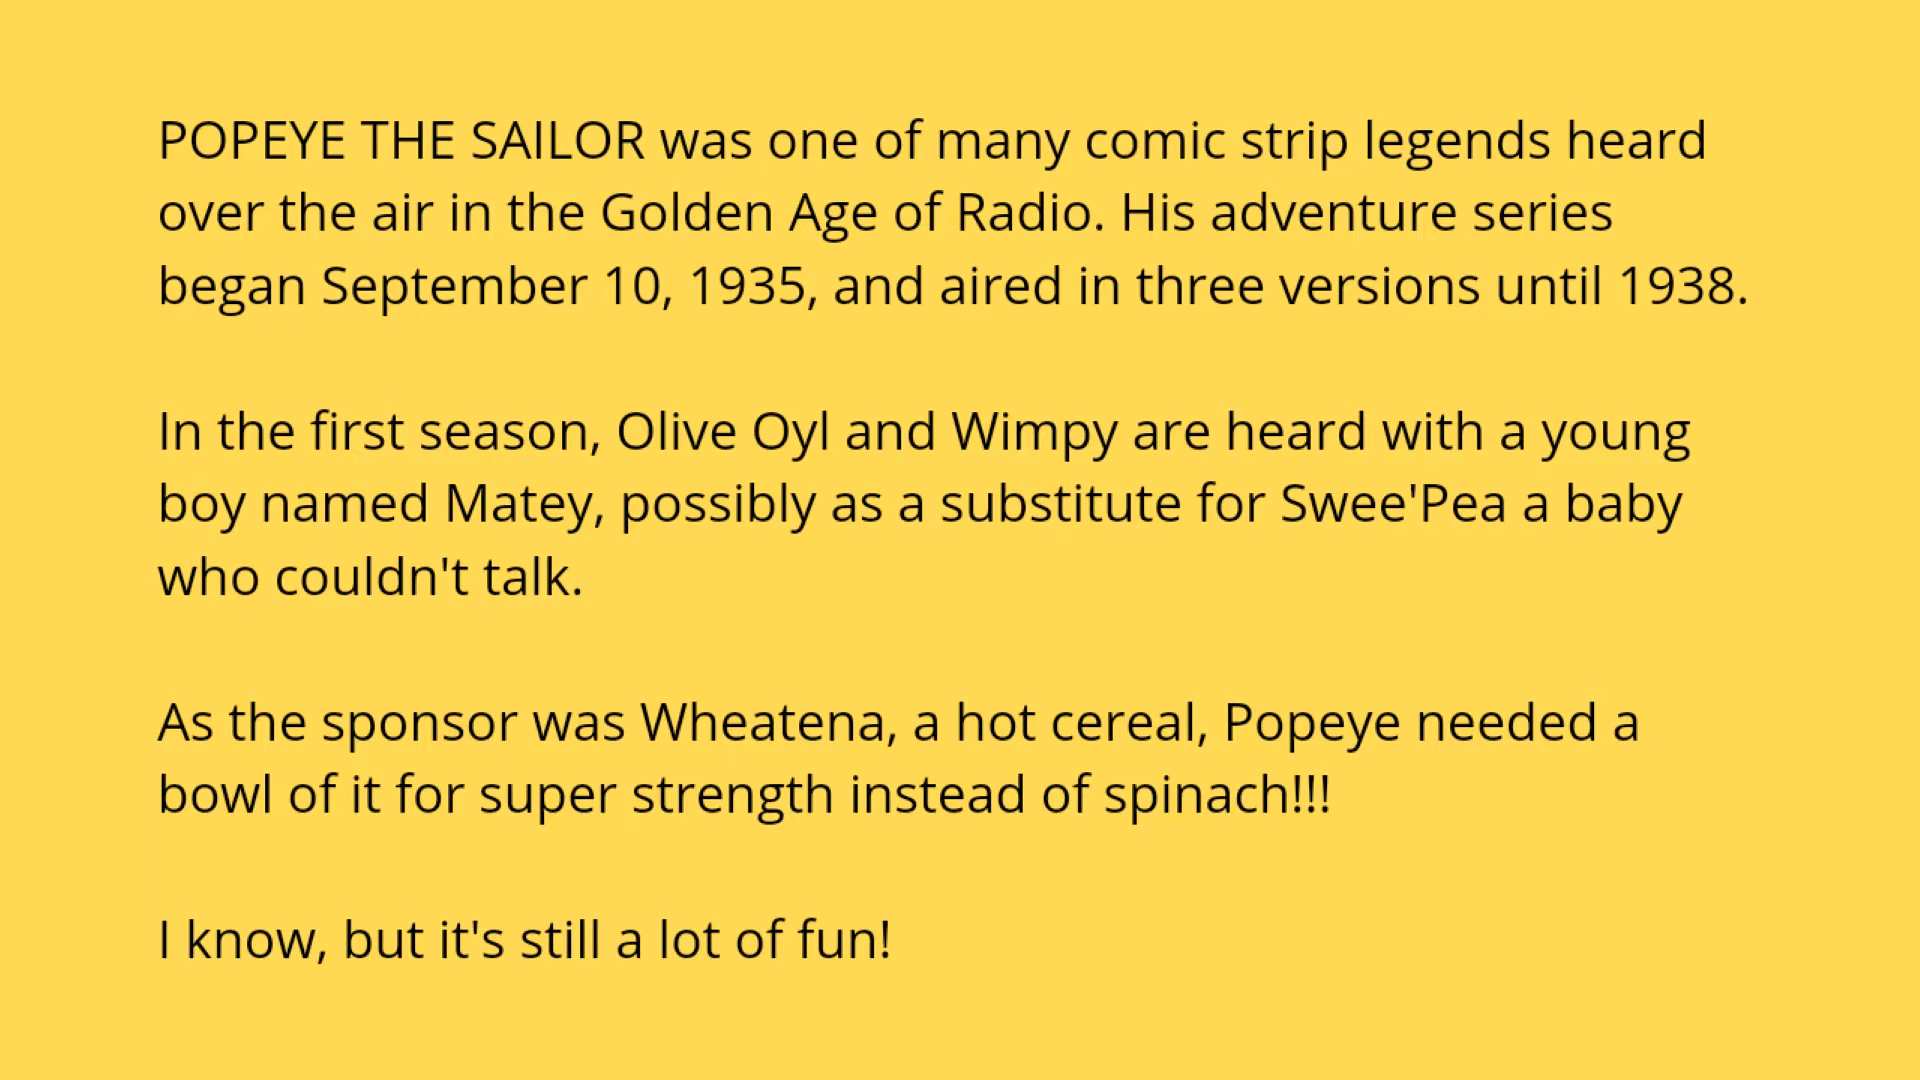 POPEYE THE SAILOR was one of many comic strip legends heard
over the air in the Golden Age of Radio. His adventure series
began September 10, 1935, and aired in three versions until 1938.
In the first season, Olive Oyl and Wimpy are heard with a young
boy named Matey, possibly as a substitute for Swee'Pea a baby
who couldn't talk.
As the sponsor was Wheatena, a hot cereal, Popeye needed a
bowl of it for super strength instead of spinach!!!
I know, but it's still a lot of fun!